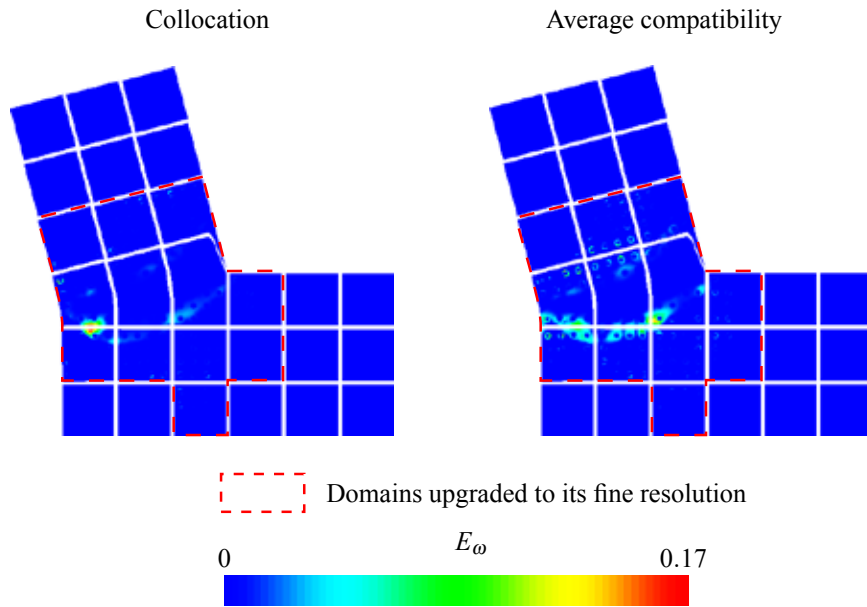 Collocation
Average compatibility
Domains upgraded to its fine resolution
E_ω
0
0.17